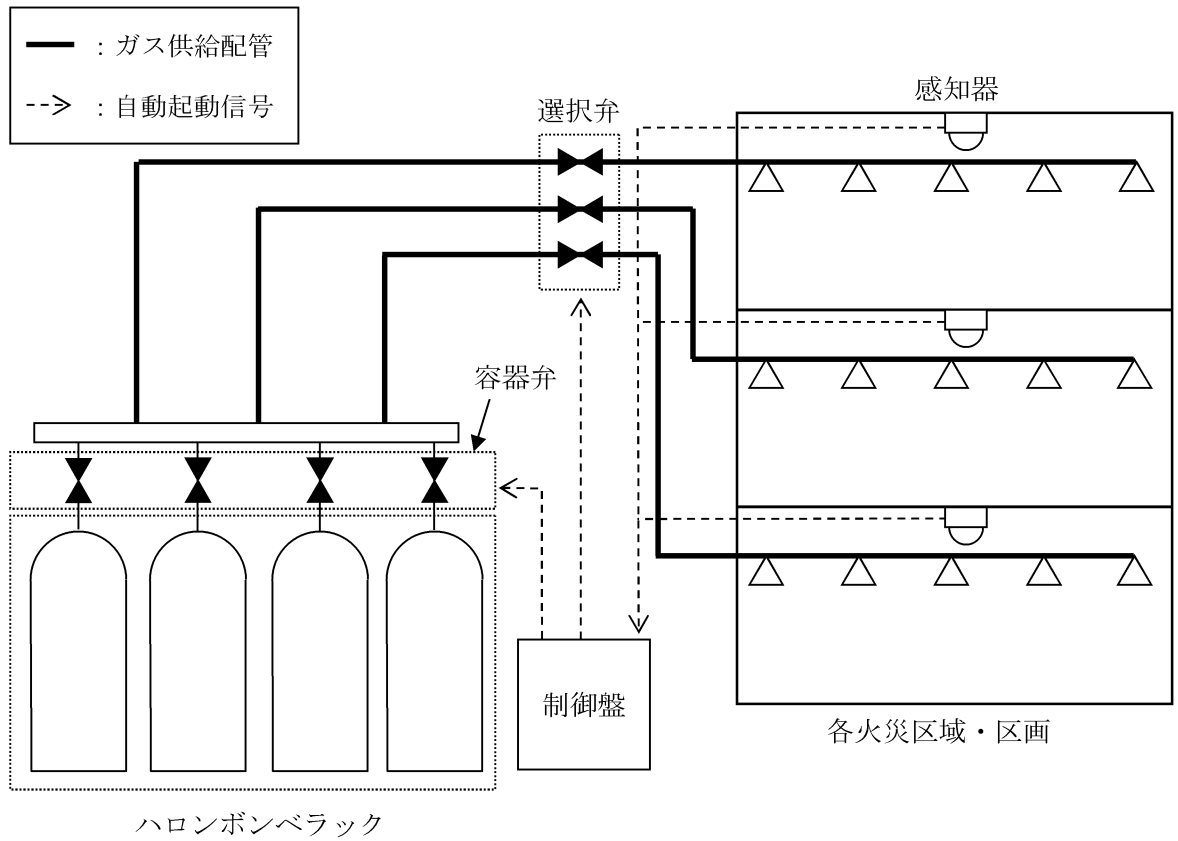 ：ガス供給配管
：自動起動信号
感知器
選択弁
容器弁
制御盤
各火災区域・区画
ハロンボンベラック